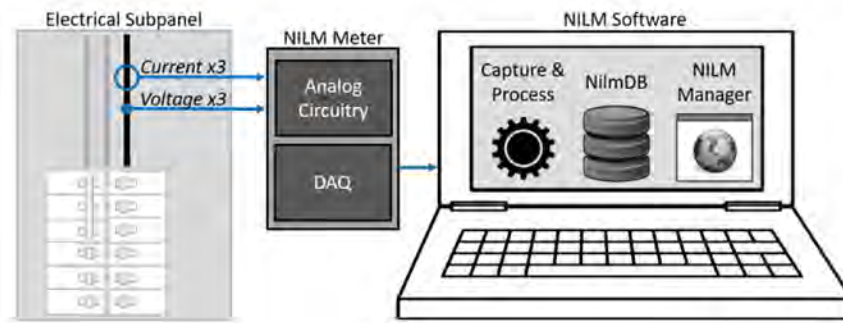 Electrical Subpanel
Current x3
Voltage x3
NILM Meter
Analog
Circuitry
DAQ
NILM Software
Capture &
Process
NilmDB
NILM
Manager